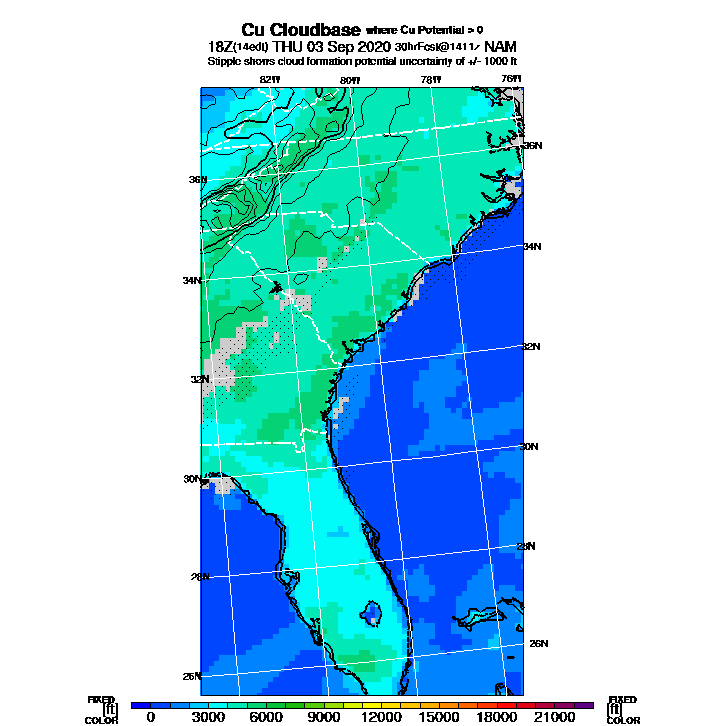 Cu Cloudbase where Cu Potential > 0
18Z(14edt) THU 03 Sep 2020 30hrFcst@1411z NAM
Stipple shows cloud formation potential uncertainty of +/- 1000 ft
82W 80W 78W 76W
36N 36N
34N 34N
32N 32N
30N 30N
28N 28N
26N 26N
FIXED FIXED
[ft] [ft]
COLOR COLOR
0 3000 6000 9000 12000 15000 18000 21000